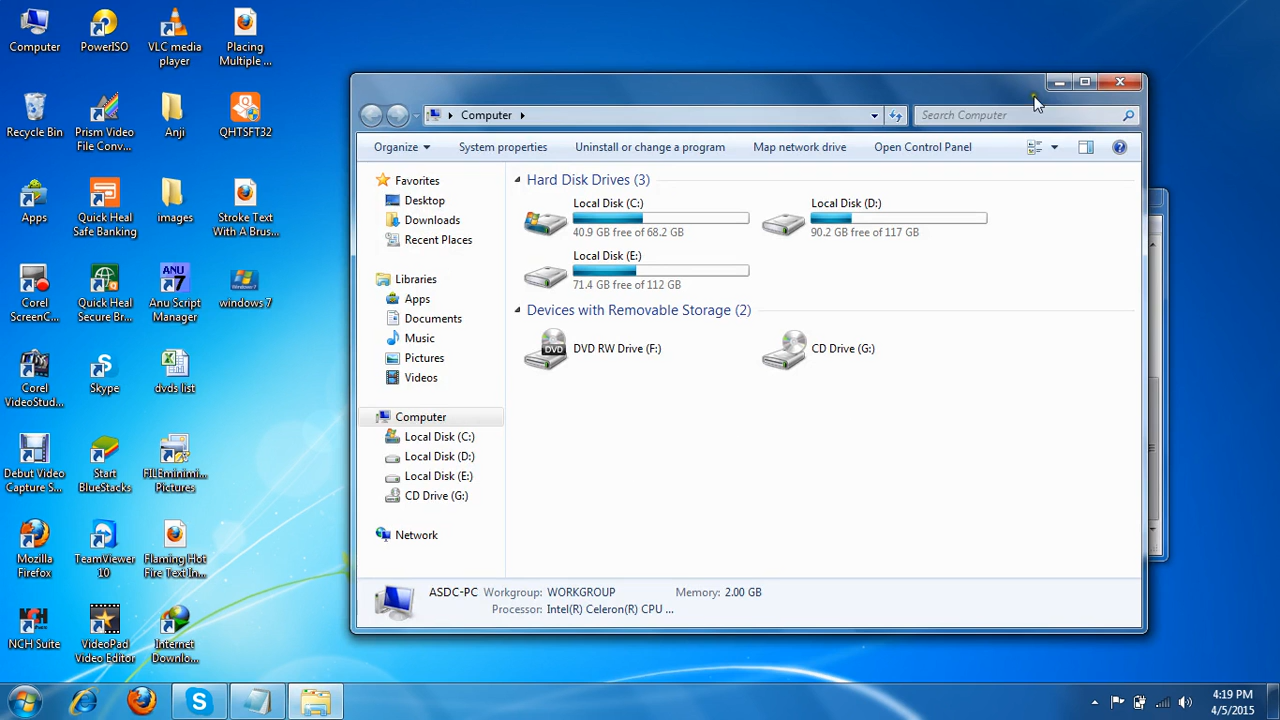 Computer
PowerISO
VLC media
player
Placing
Multiple ...
Recycle Bin
Prism Video
File Conv...
Anji
QHTSFT32
Apps
Quick Heal
Safe Banking
images
Stroke Text
With A Brus...
Corel
ScreenC...
Quick Heal
Secure Br...
ANU
7
Anu Script
Manager
windows 7
Corel
VideoStud...
Skype
dvds list
Debut Video
Capture S...
Start
BlueStacks
FILEminimi...
Pictures
Mozilla
Firefox
TeamViewer
10
Flaming Hot
Fire Text In...
NCH Suite
VideoPad
Video Editor
Internet
Downlo...
Computer
Search Computer
Organize
System properties
Uninstall or change a program
Map network drive
Open Control Panel
Favorites
Desktop
Downloads
Recent Places
Libraries
Apps
Documents
Music
Pictures
Videos
Computer
Local Disk (C:)
Local Disk (D:)
Local Disk (E:)
CD Drive (G:)
Network
Hard Disk Drives (3)
Local Disk (C:)
40.9 GB free of 68.2 GB
Local Disk (D:)
90.2 GB free of 117 GB
Local Disk (E:)
71.4 GB free of 112 GB
Devices with Removable Storage (2)
DVD
DVD RW Drive (F:)
CD Drive (G:)
ASDC-PC Workgroup: WORKGROUP Memory: 2.00 GB
Processor: Intel(R) Celeron(R) CPU ...
4:19 PM
4/5/2015